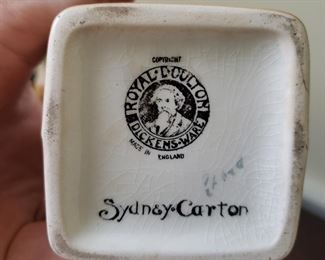 COPYRIGHT
ROYAL·DOULTON
DICKENS·WARE
MADE IN
ENGLAND
Sydney·Carton